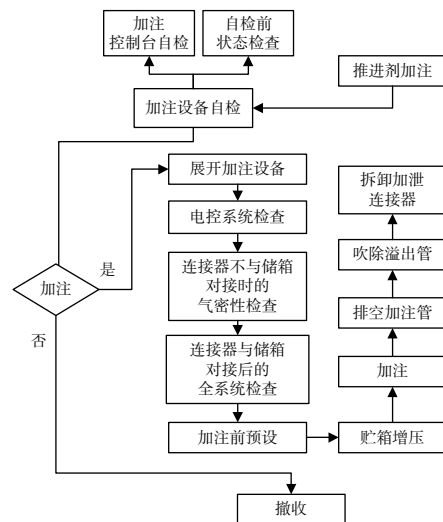 加注
控制台自检
自检前
状态检查
推进剂加注
加注设备自检
展开加注设备
拆卸加泄
连接器
电控系统检查
吹除溢出管
加注
是
连接器不与储箱
对接时的
气密性检查
排空加注管
否
连接器与储箱
对接后的
全系统检查
加注
加注前预设
贮箱增压
撤收